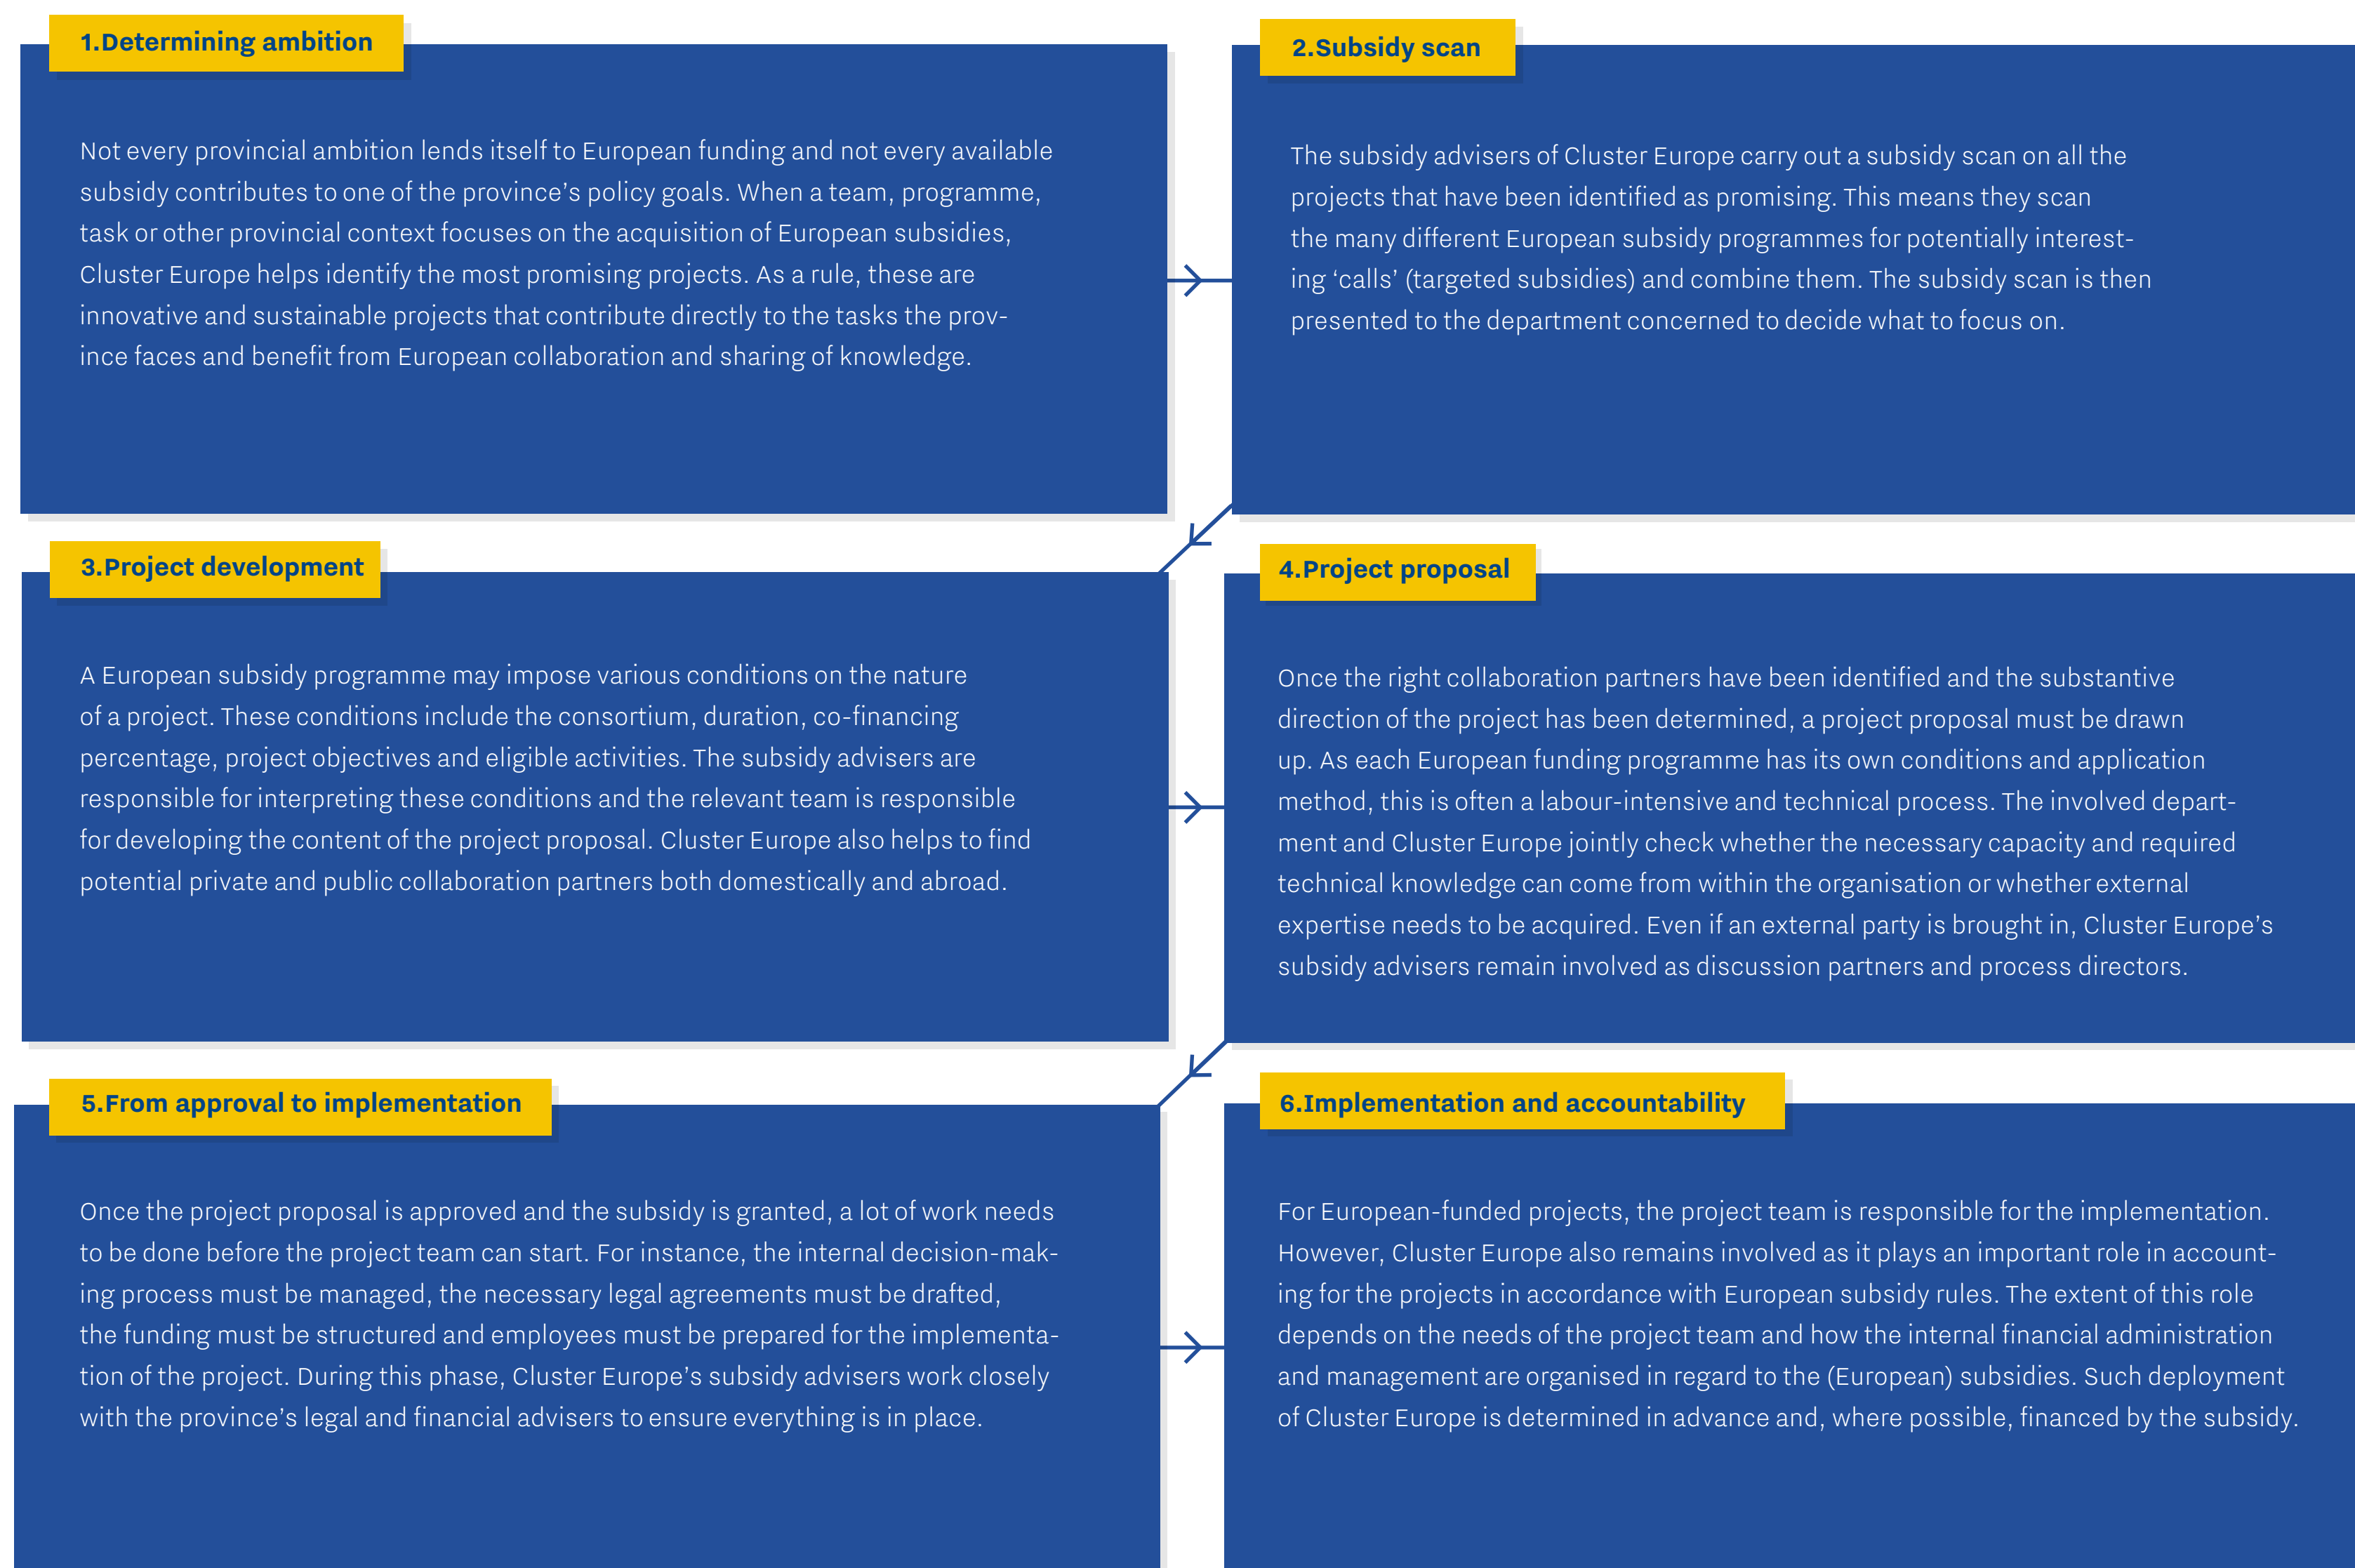 1.Determining ambition
Not every provincial ambition lends itself to European funding and not every available
subsidy contributes to one of the province’s policy goals. When a team, programme,
task or other provincial context focuses on the acquisition of European subsidies,
Cluster Europe helps identify the most promising projects. As a rule, these are
innovative and sustainable projects that contribute directly to the tasks the prov-
ince faces and benefit from European collaboration and sharing of knowledge.
2.Subsidy scan
The subsidy advisers of Cluster Europe carry out a subsidy scan on all the
projects that have been identified as promising. This means they scan
the many different European subsidy programmes for potentially interest-
ing ‘calls’ (targeted subsidies) and combine them. The subsidy scan is then
presented to the department concerned to decide what to focus on.
3.Project development
A European subsidy programme may impose various conditions on the nature
of a project. These conditions include the consortium, duration, co-financing
percentage, project objectives and eligible activities. The subsidy advisers are
responsible for interpreting these conditions and the relevant team is responsible
for developing the content of the project proposal. Cluster Europe also helps to find
potential private and public collaboration partners both domestically and abroad.
4.Project proposal
Once the right collaboration partners have been identified and the substantive
direction of the project has been determined, a project proposal must be drawn
up. As each European funding programme has its own conditions and application
method, this is often a labour-intensive and technical process. The involved depart-
ment and Cluster Europe jointly check whether the necessary capacity and required
technical knowledge can come from within the organisation or whether external
expertise needs to be acquired. Even if an external party is brought in, Cluster Europe’s
subsidy advisers remain involved as discussion partners and process directors.
5.From approval to implementation
Once the project proposal is approved and the subsidy is granted, a lot of work needs
to be done before the project team can start. For instance, the internal decision-mak-
ing process must be managed, the necessary legal agreements must be drafted,
the funding must be structured and employees must be prepared for the implementa-
tion of the project. During this phase, Cluster Europe’s subsidy advisers work closely
with the province’s legal and financial advisers to ensure everything is in place.
6.Implementation and accountability
For European-funded projects, the project team is responsible for the implementation.
However, Cluster Europe also remains involved as it plays an important role in account-
ing for the projects in accordance with European subsidy rules. The extent of this role
depends on the needs of the project team and how the internal financial administration
and management are organised in regard to the (European) subsidies. Such deployment
of Cluster Europe is determined in advance and, where possible, financed by the subsidy.